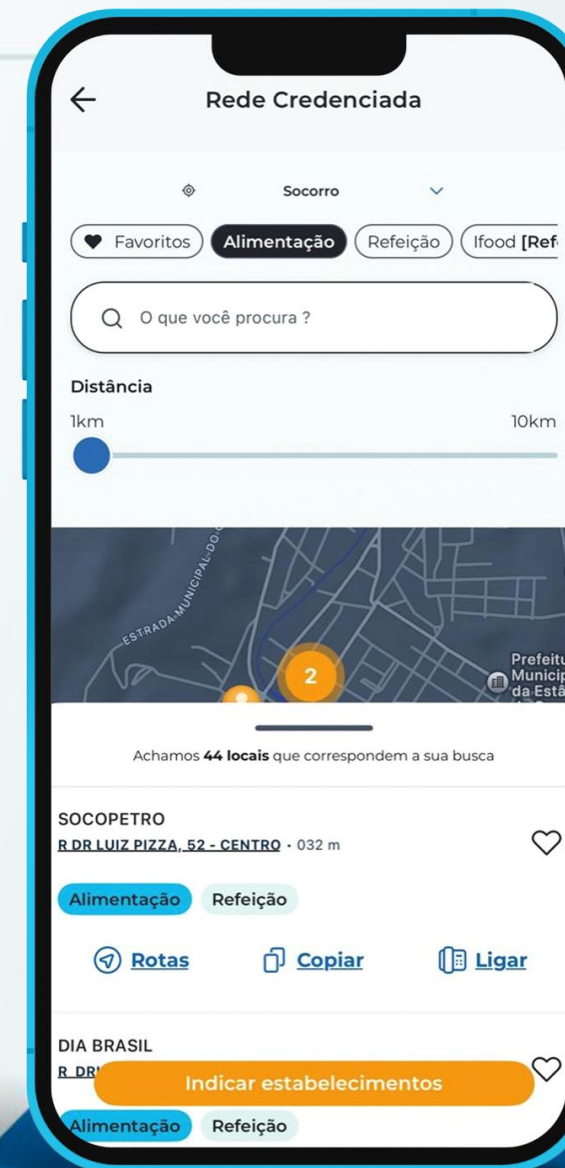 Rede Credenciada
Socorro
Favoritos
Alimentação
Refeição
Ifood [Ref
O que você procura ?
Distância
1km
10km
ESTRADA-MUNICIPAL-DO
2
Prefeitu
Municip
da Está
Achamos 44 locais que correspondem a sua busca
SOCOPETRO
R DR LUIZ PIZZA, 52 - CENTRO · 032 m
Alimentação Refeição
Rotas
Copiar
Ligar
DIA BRASIL
R DR
Indicar estabelecimentos
Alimentação Refeição